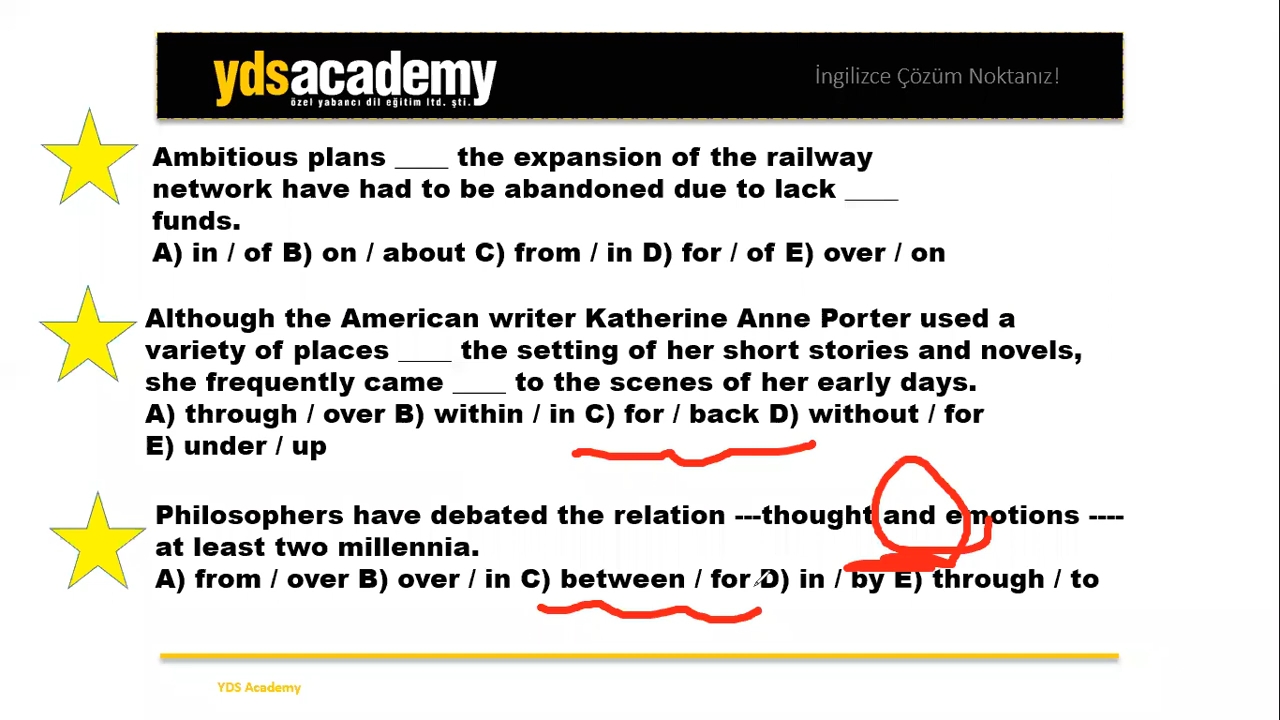 ydsacademy
özel yabancı dil eğitim ltd. şti.
İngilizce Çözüm Noktanız!
Ambitious plans ____ the expansion of the railway
network have had to be abandoned due to lack ____
funds.
A) in / of B) on / about C) from / in D) for / of E) over / on
Although the American writer Katherine Anne Porter used a
variety of places ____ the setting of her short stories and novels,
she frequently came ____ to the scenes of her early days.
A) through / over B) within / in C) for / back D) without / for
E) under / up
Philosophers have debated the relation ---thought and emotions ----
at least two millennia.
A) from / over B) over / in C) between / for D) in / by E) through / to
YDS Academy